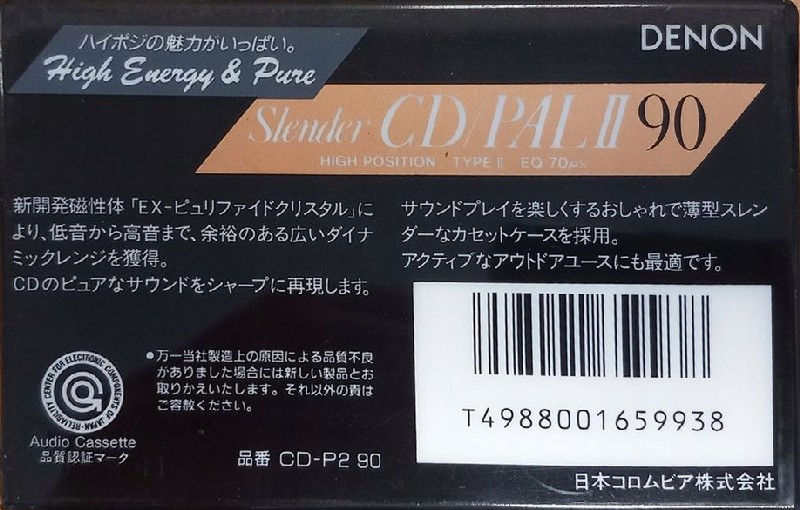 ハイポジの魅力がいっぱい。
High Energy & Pure
DENON
Slender CD/PAL II 90
HIGH POSITION TYPE II EQ 70μs
新開発磁性体「EX-ピュリファイドクリスタル」に
より、低音から高音まで、余裕のある広いダイナ
ミックレンジを獲得。
CDのピュアなサウンドをシャープに再現します。
サウンドプレイを楽しくするおしゃれで薄型スレン
ダーなカセットケースを採用。
アクティブなアウトドアユースにも最適です。
RELIABILITY CENTER FOR ELECTRONIC COMPONENTS OF JAPAN
Audio Cassette
品質認証マーク
●万一当社製造上の原因による品質不良
がありました場合には新しい製品とお
取りかえいたします。それ以外の責は
ご容赦ください。
品番 CD-P2 90
T4988001659938
日本コロムビア株式会社